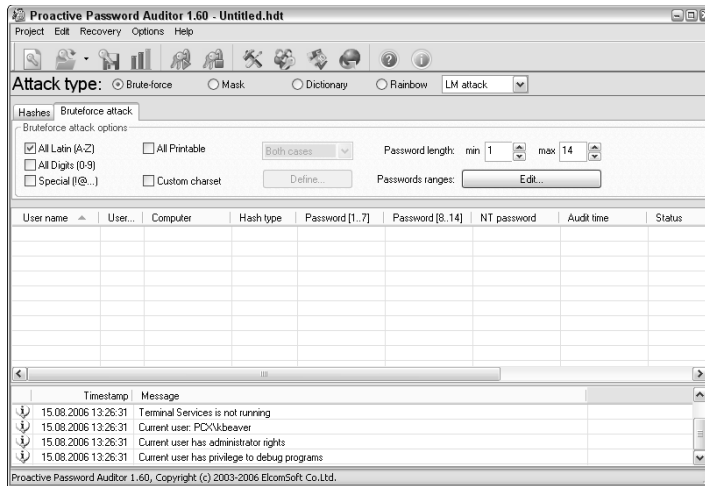 Proactive Password Auditor 1.60 - Untitled.hdt
Project Edit Recovery Options Help
Attack type: Brute-force Mask Dictionary Rainbow LM attack
Hashes Bruteforce attack
Bruteforce attack options
All Latin (A-Z) All Printable Both cases Password length: min 1 max 14
All Digits (0-9)
Special (!@...) Custom charset Define... Passwords ranges: Edit...
User name User... Computer Hash type Password [1..7] Password [8..14] NT password Audit time Status
Timestamp Message
15.08.2006 13:26:31 Terminal Services is not running
15.08.2006 13:26:31 Current user: PCX\kbeaver
15.08.2006 13:26:31 Current user has administrator rights
15.08.2006 13:26:31 Current user has privilege to debug programs
Proactive Password Auditor 1.60, Copyright (c) 2003-2006 ElcomSoft Co.Ltd.